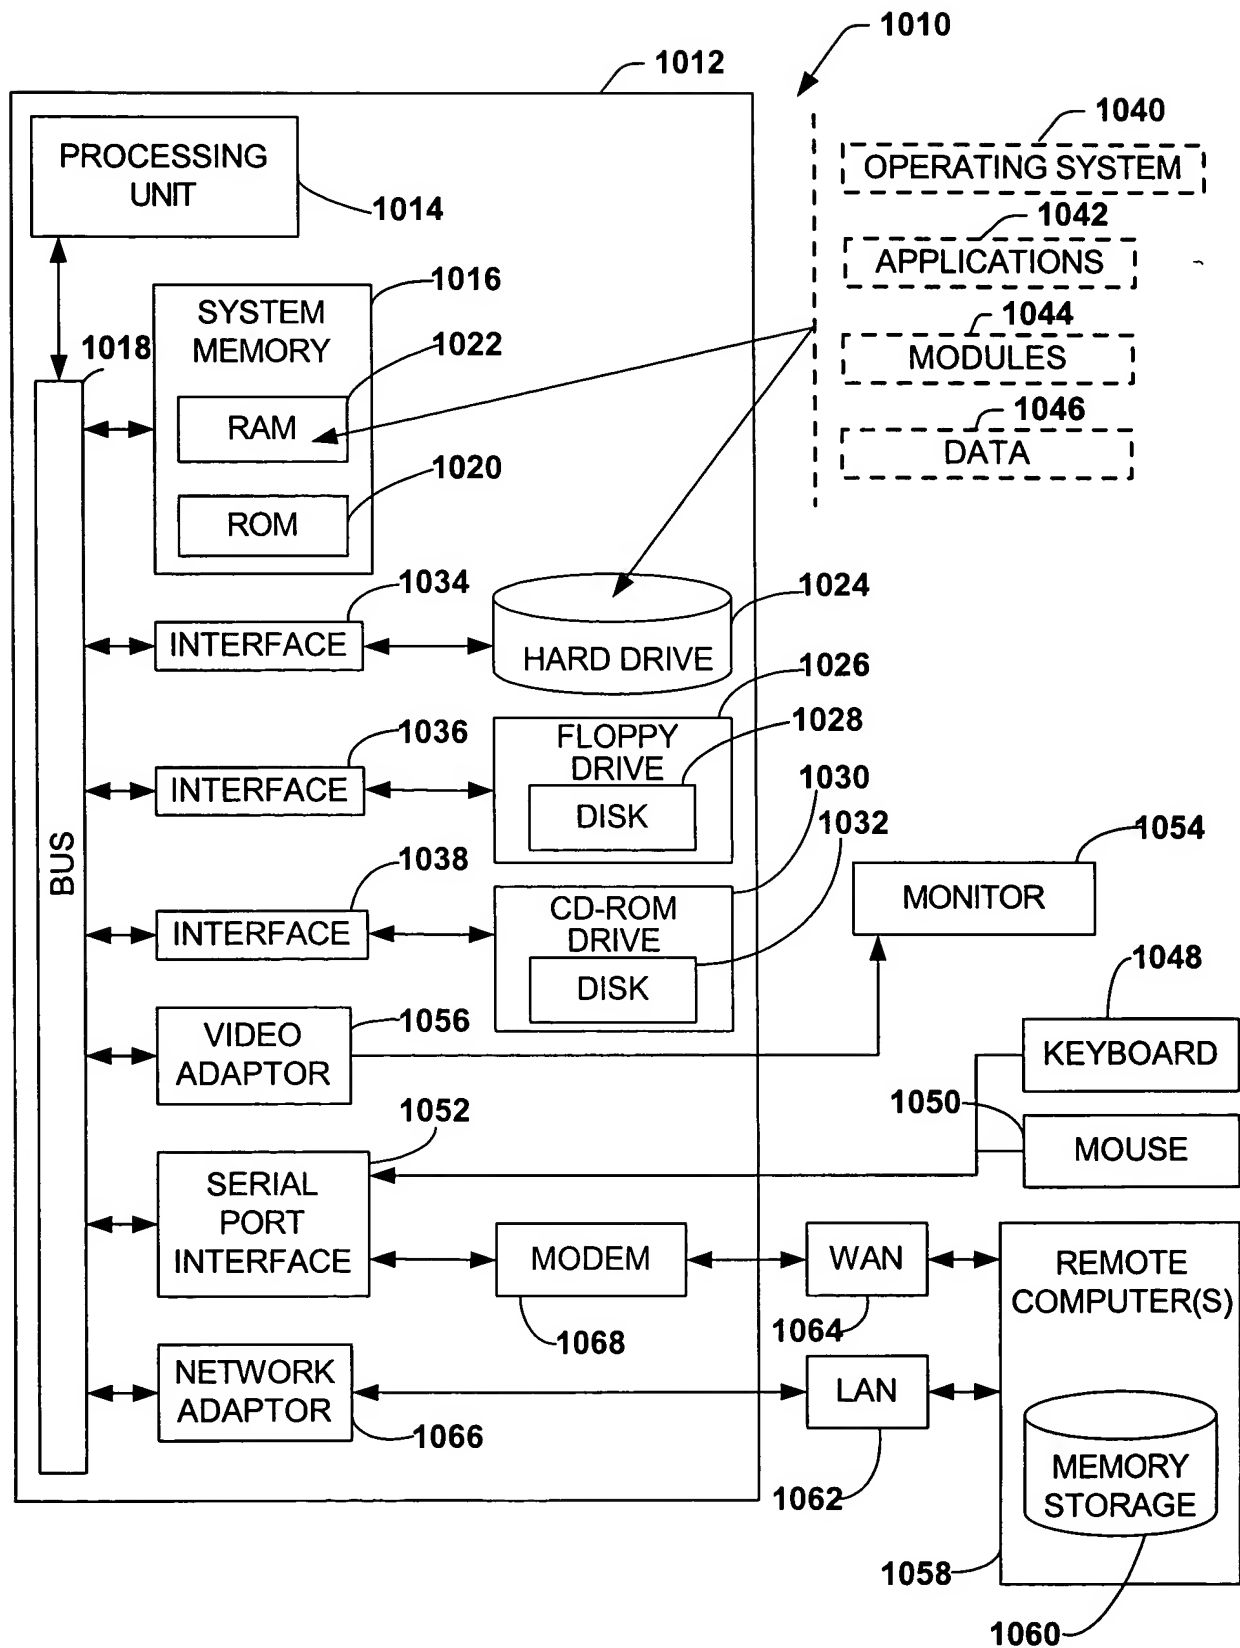 1010
1012
1040
PROCESSING
UNIT
OPERATING SYSTEM
1014
1042
APPLICATIONS
1016
SYSTEM
MEMORY
1044
1018
1022
MODULES
RAM
1046
DATA
1020
ROM
1034
1024
INTERFACE
HARD DRIVE
1026
1028
1036
FLOPPY
DRIVE
INTERFACE
1030
DISK
1032
1054
BUS
1038
MONITOR
CD-ROM
DRIVE
INTERFACE
1048
DISK
1056
VIDEO
ADAPTOR
KEYBOARD
1050
1052
MOUSE
SERIAL
PORT
INTERFACE
MODEM
WAN
REMOTE
COMPUTER(S)
1068
1064
NETWORK
ADAPTOR
LAN
1066
MEMORY
STORAGE
1062
1058
1060